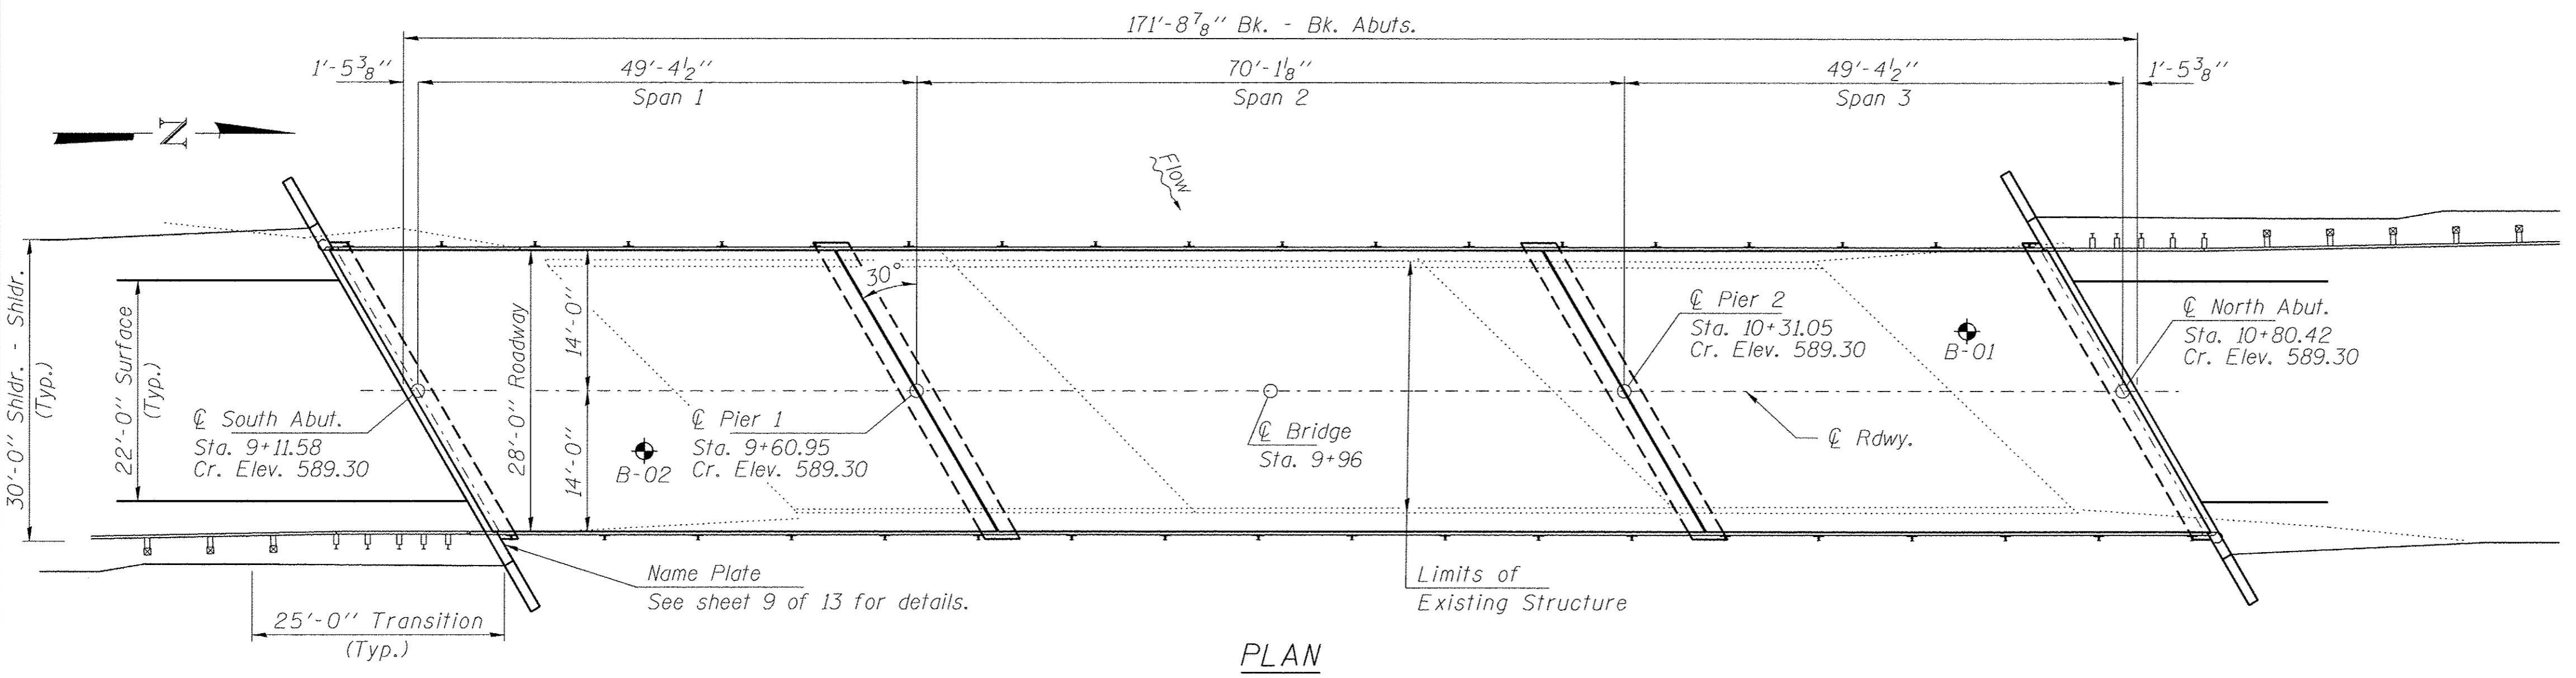 171'-8 7/8" Bk. - Bk. Abuts.
1'-5 3/8"
49'-4 1/2"
70'-1 1/8"
49'-4 1/2"
1'-5 3/8"
Span 1
Span 2
Span 3
N
Flow
30°
30'-0" Shldr. - Shldr.
(Typ.)
22'-0" Surface
(Typ.)
28'-0" Roadway
14'-0"
14'-0"
℄ South Abut.
Sta. 9+11.58
Cr. Elev. 589.30
B-02
℄ Pier 1
Sta. 9+60.95
Cr. Elev. 589.30
℄ Bridge
Sta. 9+96
℄ Pier 2
Sta. 10+31.05
Cr. Elev. 589.30
℄ Rdwy.
B-01
℄ North Abut.
Sta. 10+80.42
Cr. Elev. 589.30
Name Plate
See sheet 9 of 13 for details.
Limits of
Existing Structure
25'-0" Transition
(Typ.)
PLAN